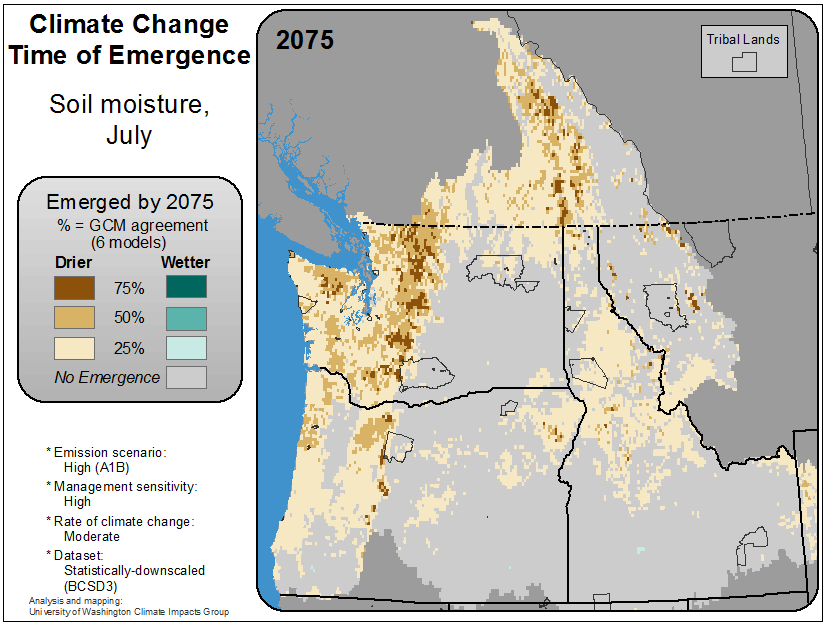 Climate Change
Time of Emergence
Soil moisture,
July
Emerged by 2075
% = GCM agreement
(6 models)
Drier Wetter
75%
50%
25%
No Emergence
* Emission scenario:
High (A1B)
* Management sensitivity:
High
* Rate of climate change:
Moderate
* Dataset:
Statistically-downscaled
(BCSD3)
Analysis and mapping:
University of Washington Climate Impacts Group
2075
Tribal Lands